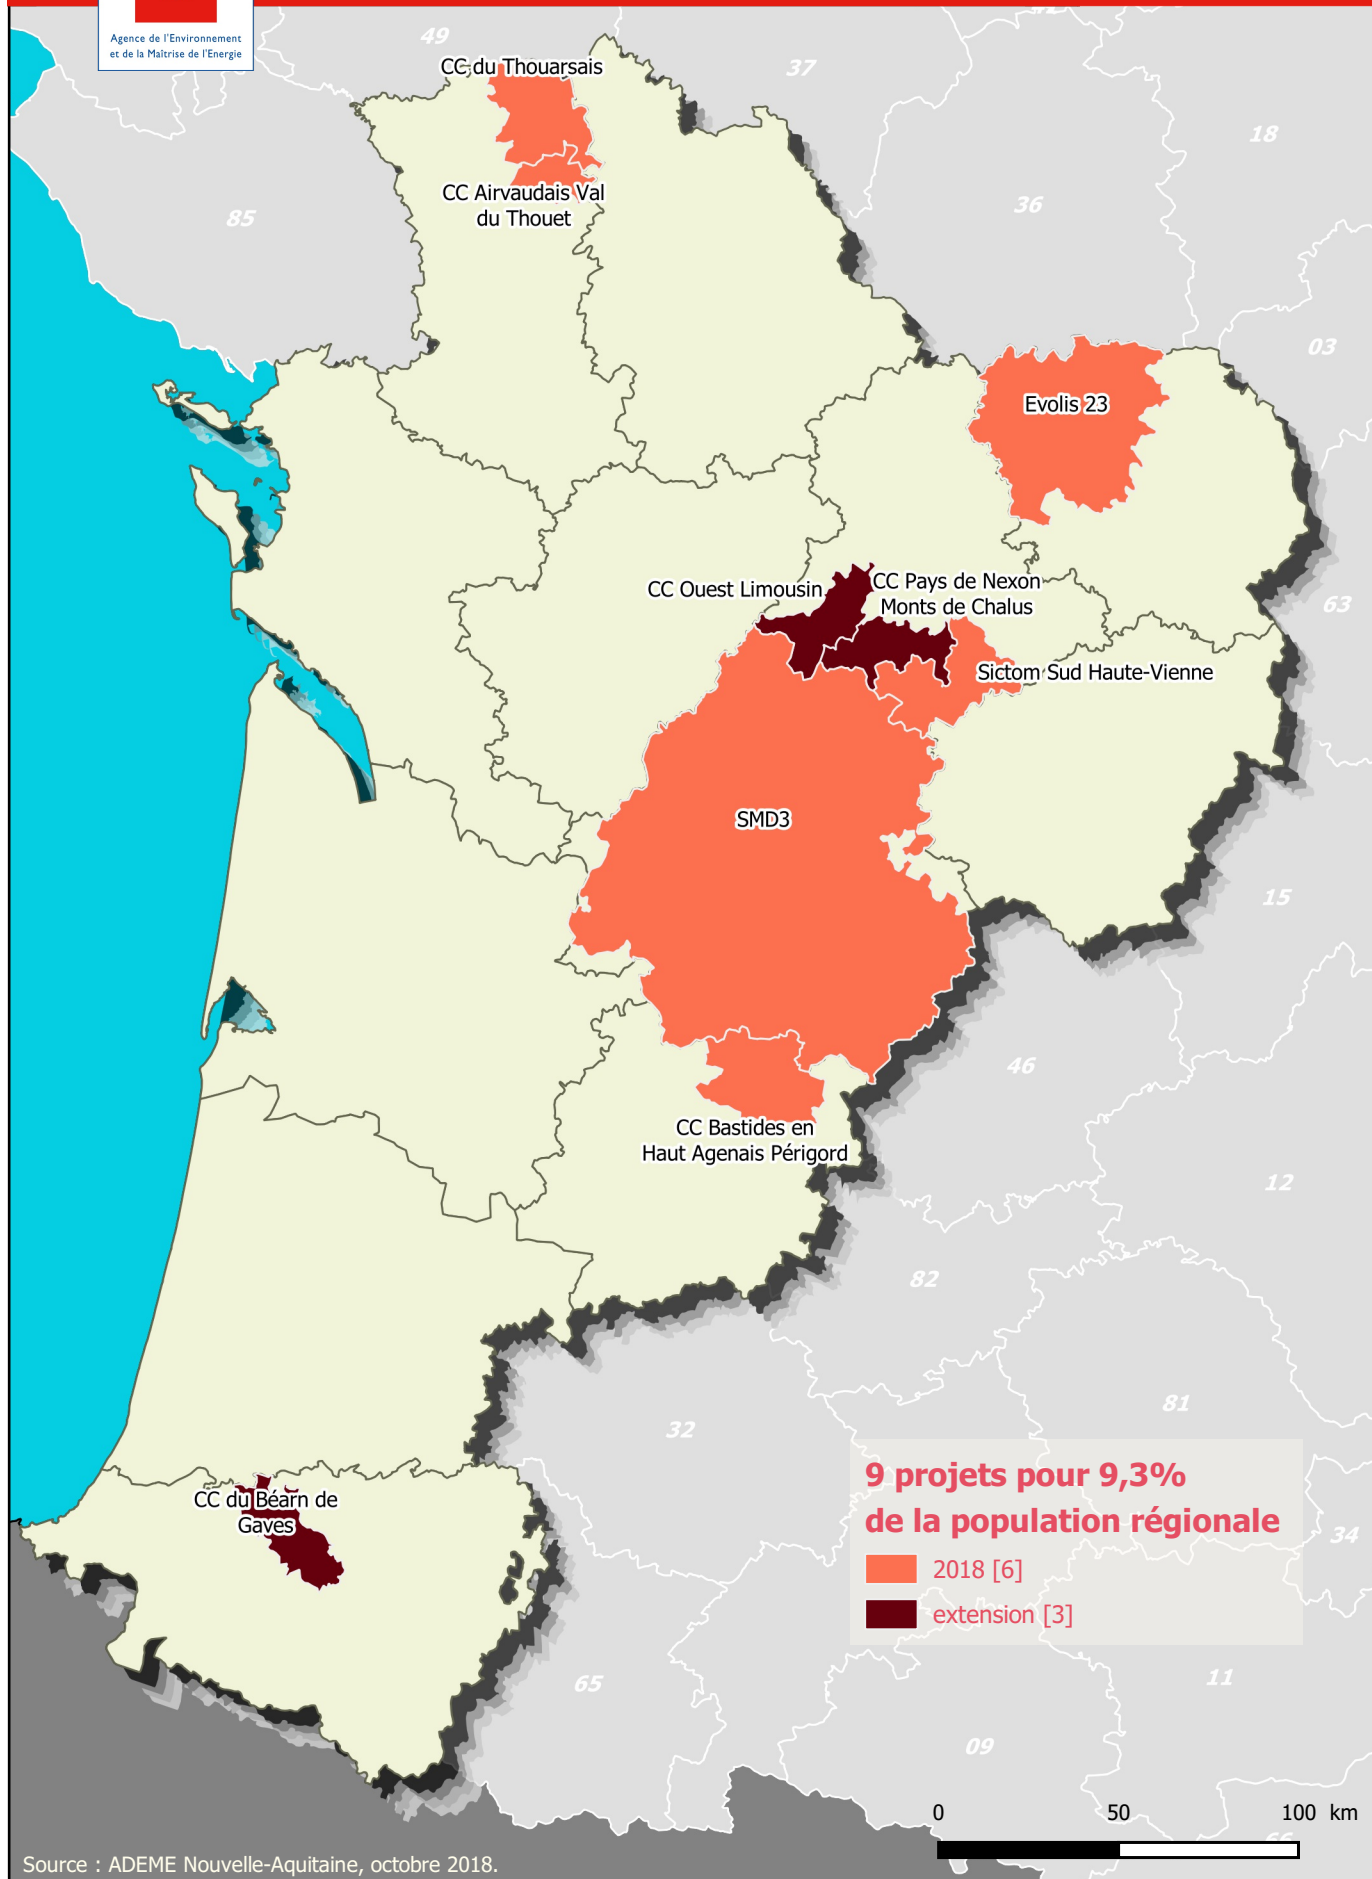 Agence de l'Environnement
et de la Maîtrise de l'Energie
49
37
18
CC du Thouarsais
CC Airvaudais Val
du Thouet
85
36
03
Evolis 23
63
CC Ouest Limousin
CC Pays de Nexon
Monts de Chalus
Sictom Sud Haute-Vienne
SMD3
15
46
CC Bastides en
Haut Agenais Périgord
12
82
81
32
9 projets pour 9,3%
de la population régionale
2018 [6]
extension [3]
34
CC du Béarn de
Gaves
65
11
09
0 50 100 km
66
Source : ADEME Nouvelle-Aquitaine, octobre 2018.